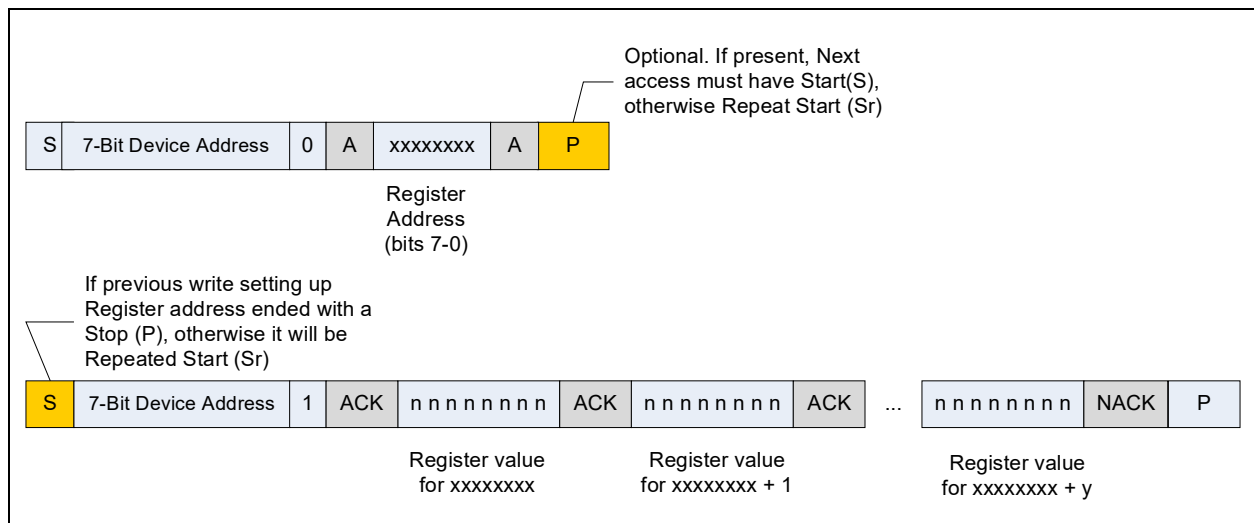 Optional. If present, Next
access must have Start(S),
otherwise Repeat Start (Sr)
S 7-Bit Device Address 0 A xxxxxxxx A P
Register
Address
(bits 7-0)
If previous write setting up
Register address ended with a
Stop (P), otherwise it will be
Repeated Start (Sr)
S 7-Bit Device Address 1 ACK n n n n n n n n ACK n n n n n n n n ACK ... n n n n n n n n NACK P
Register value
for xxxxxxxx
Register value
for xxxxxxxx + 1
Register value
for xxxxxxxx + y